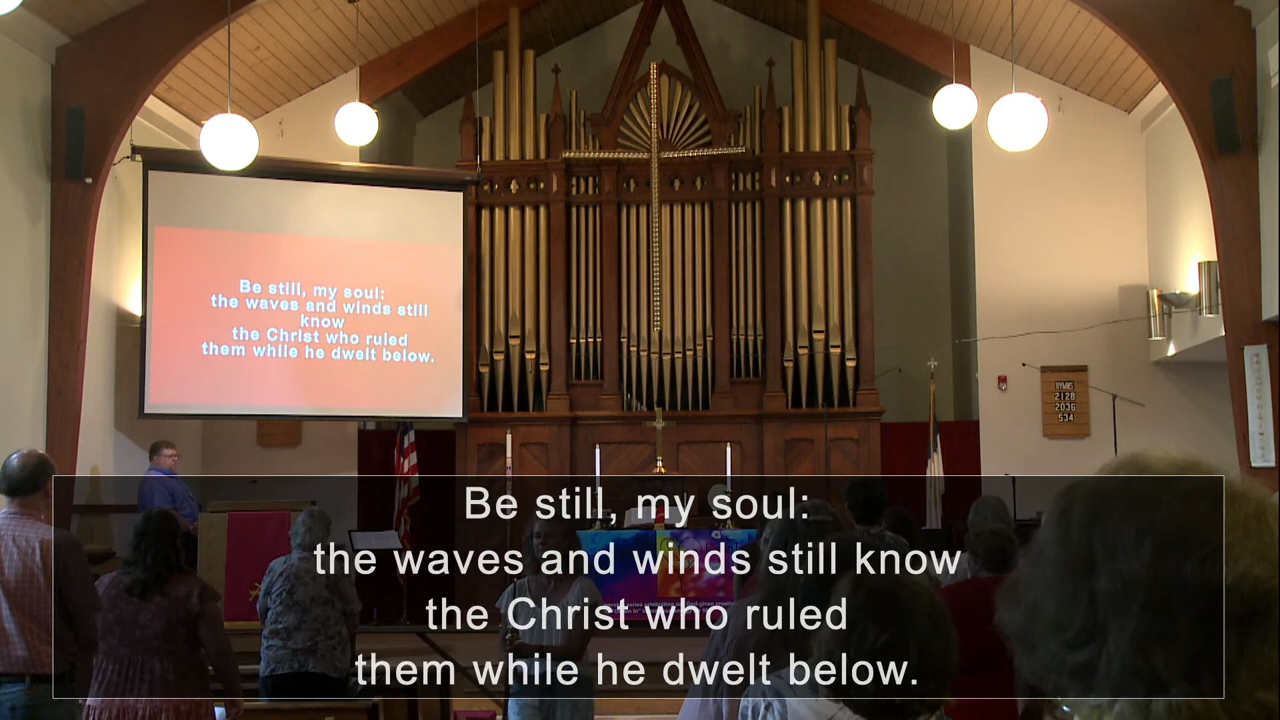 Be still, my soul:
the waves and winds still
know
the Christ who ruled
them while he dwelt below.
HYMNS
2128
2036
534
Be still, my soul:
the waves and winds still know
the Christ who ruled
them while he dwelt below.